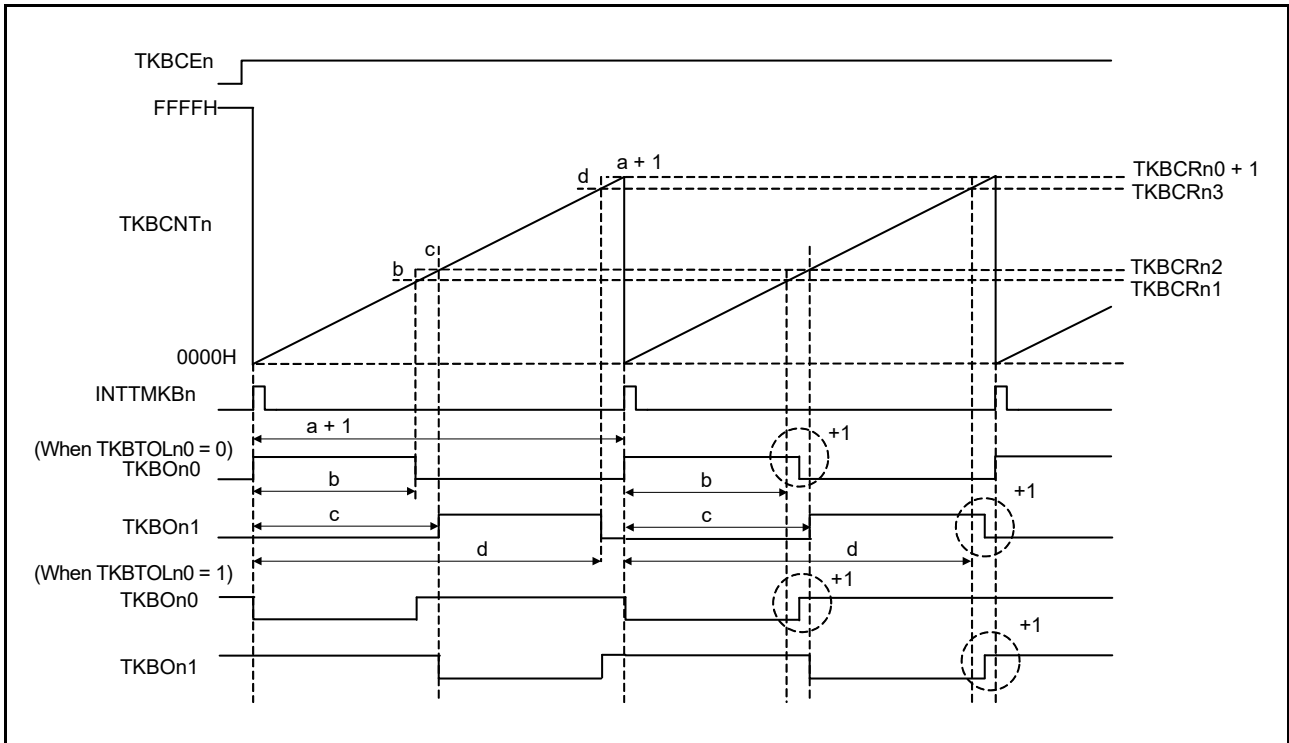 TKBCEn
FFFFH
a + 1
TKBCRn0 + 1
d
TKBCRn3
TKBCNTn
c
b
TKBCRn2
TKBCRn1
0000H
INTTMKBn
a + 1
+1
(When TKBTOLn0 = 0)
TKBOn0
b
b
+1
c
c
TKBOn1
d
d
(When TKBTOLn0 = 1)
+1
TKBOn0
+1
TKBOn1